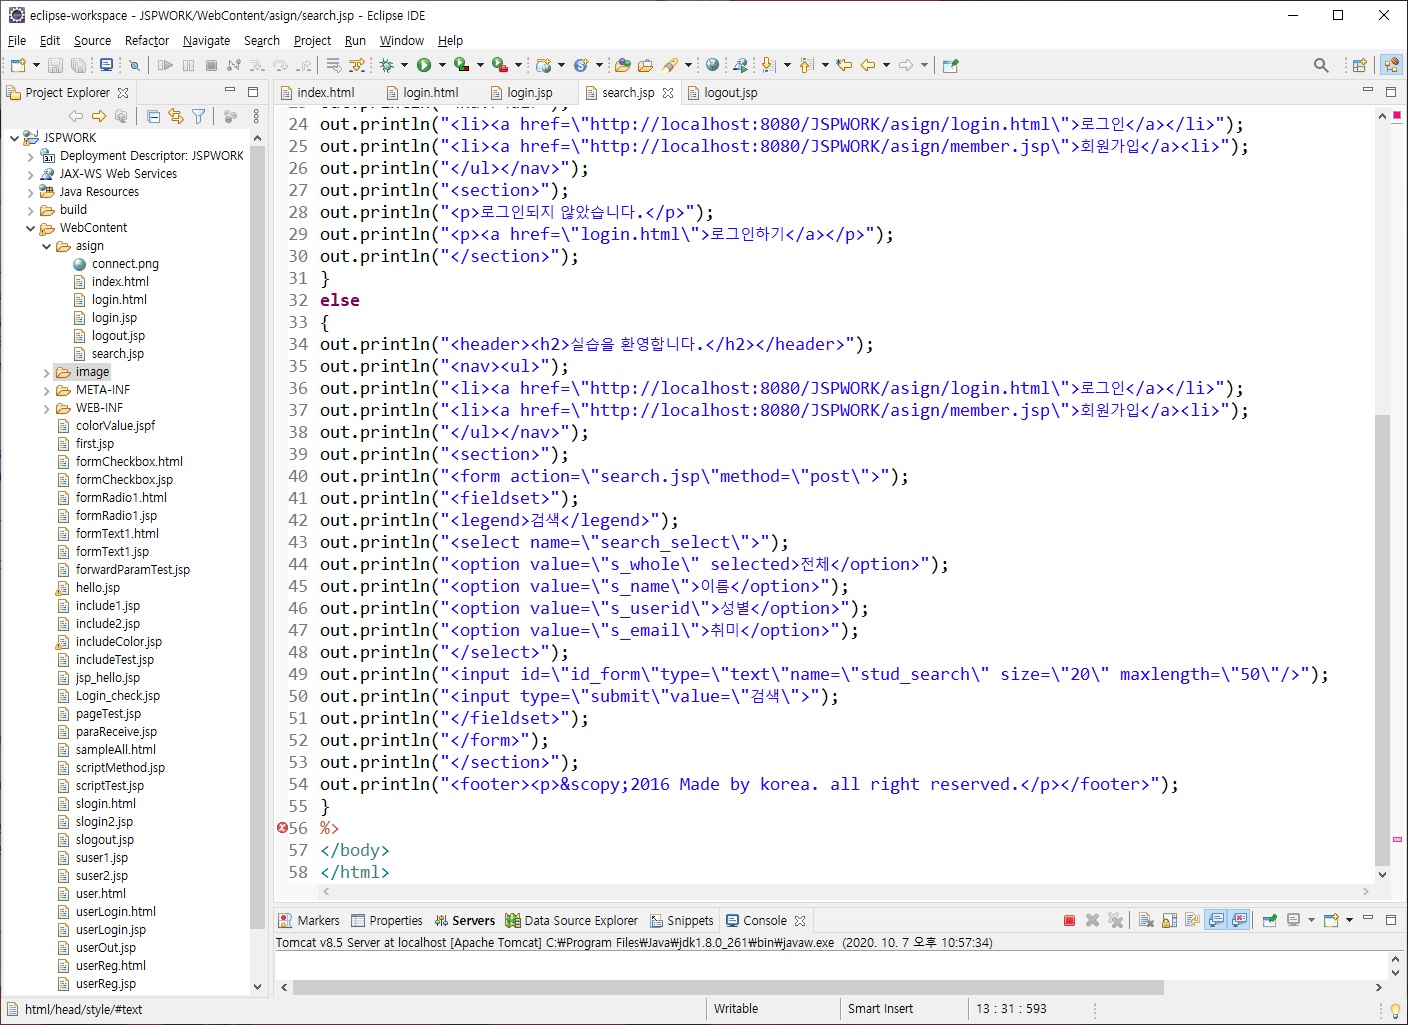 eclipse-workspace - JSPWORK/WebContent/asign/search.jsp - Eclipse IDE
File Edit Source Refactor Navigate Search Project Run Window Help
Project Explorer
index.html login.html login.jsp search.jsp logout.jsp
JSPWORK
Deployment Descriptor: JSPWORK
JAX-WS Web Services
Java Resources
build
WebContent
asign
connect.png
index.html
login.html
login.jsp
logout.jsp
search.jsp
image
META-INF
WEB-INF
colorValue.jspf
first.jsp
formCheckbox.html
formCheckbox.jsp
formRadio1.html
formRadio1.jsp
formText1.html
formText1.jsp
forwardParamTest.jsp
hello.jsp
include1.jsp
include2.jsp
includeColor.jsp
includeTest.jsp
jsp_hello.jsp
Login_check.jsp
pageTest.jsp
paraReceive.jsp
sampleAll.html
scriptMethod.jsp
scriptTest.jsp
slogin.html
slogin2.jsp
slogout.jsp
suser1.jsp
suser2.jsp
user.html
userLogin.html
userLogin.jsp
userOut.jsp
userReg.html
userReg.jsp
24 out.println("<li><a href=\"http://localhost:8080/JSPWORK/asign/login.html\">로그인</a></li>");
25 out.println("<li><a href=\"http://localhost:8080/JSPWORK/asign/member.jsp\">회원가입</a><li>");
26 out.println("</ul></nav>");
27 out.println("<section>");
28 out.println("<p>로그인되지 않았습니다.</p>");
29 out.println("<p><a href=\"login.html\">로그인하기</a></p>");
30 out.println("</section>");
31 }
32 else
33 {
34 out.println("<header><h2>실습을 환영합니다.</h2></header>");
35 out.println("<nav><ul>");
36 out.println("<li><a href=\"http://localhost:8080/JSPWORK/asign/login.html\">로그인</a></li>");
37 out.println("<li><a href=\"http://localhost:8080/JSPWORK/asign/member.jsp\">회원가입</a><li>");
38 out.println("</ul></nav>");
39 out.println("<section>");
40 out.println("<form action=\"search.jsp\"method=\"post\">");
41 out.println("<fieldset>");
42 out.println("<legend>검색</legend>");
43 out.println("<select name=\"search_select\">");
44 out.println("<option value=\"s_whole\" selected>전체</option>");
45 out.println("<option value=\"s_name\">이름</option>");
46 out.println("<option value=\"s_userid\">성별</option>");
47 out.println("<option value=\"s_email\">취미</option>");
48 out.println("</select>");
49 out.println("<input id=\"id_form\"type=\"text\"name=\"stud_search\" size=\"20\" maxlength=\"50\"/>");
50 out.println("<input type=\"submit\"value=\"검색\">");
51 out.println("</fieldset>");
52 out.println("</form>");
53 out.println("</section>");
54 out.println("<footer><p>&scopy;2016 Made by korea. all right reserved.</p></footer>");
55 }
56 %>
57 </body>
58 </html>
Markers Properties Servers Data Source Explorer Snippets Console
Tomcat v8.5 Server at localhost [Apache Tomcat] C:₩Program Files₩Java₩jdk1.8.0_261₩bin₩javaw.exe (2020. 10. 7 오후 10:57:34)
html/head/style/#text Writable Smart Insert 13 : 31 : 593